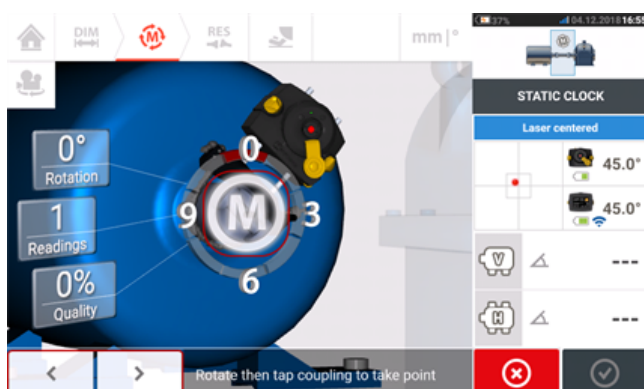 DIM
M
RES
mm | °
37%
04.12.2018 16:55
M
STATIC CLOCK
Laser centered
45.0°
45.0°
V
---
H
---
0°
Rotation
1
Readings
0%
Quality
0
3
6
9
M
<
>
Rotate then tap coupling to take point